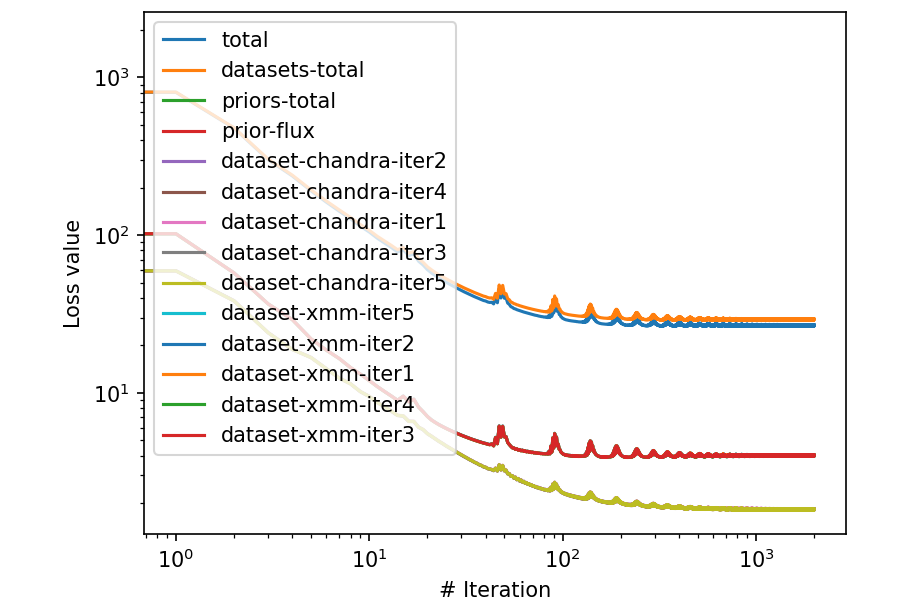 total
datasets-total
priors-total
prior-flux
dataset-chandra-iter2
dataset-chandra-iter4
dataset-chandra-iter1
dataset-chandra-iter3
dataset-chandra-iter5
dataset-xmm-iter5
dataset-xmm-iter2
dataset-xmm-iter1
dataset-xmm-iter4
dataset-xmm-iter3
10³
10²
10¹
Loss value
10⁰ 10¹ 10² 10³
# Iteration